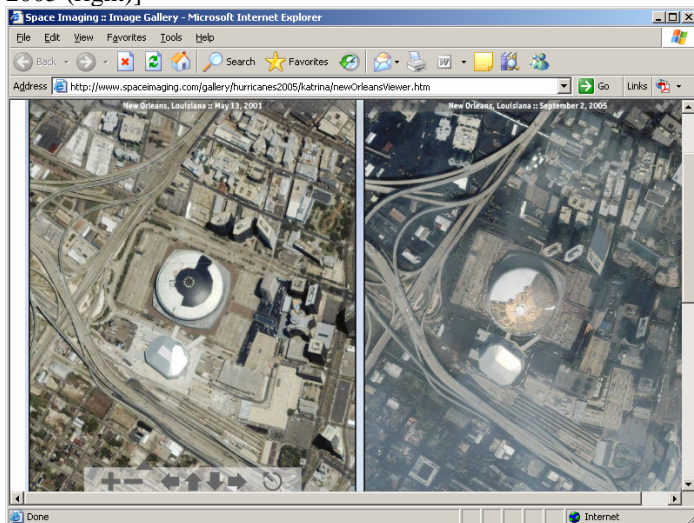 2005 (right)]
Space Imaging :: Image Gallery - Microsoft Internet Explorer
File Edit View Favorites Tools Help
Back Search Favorites
Address http://www.spaceimaging.com/gallery/hurricanes2005/katrina/newOrleansViewer.htm Go Links
New Orleans, Louisiana :: May 13, 2001
New Orleans, Louisiana :: September 2, 2005
Done Internet